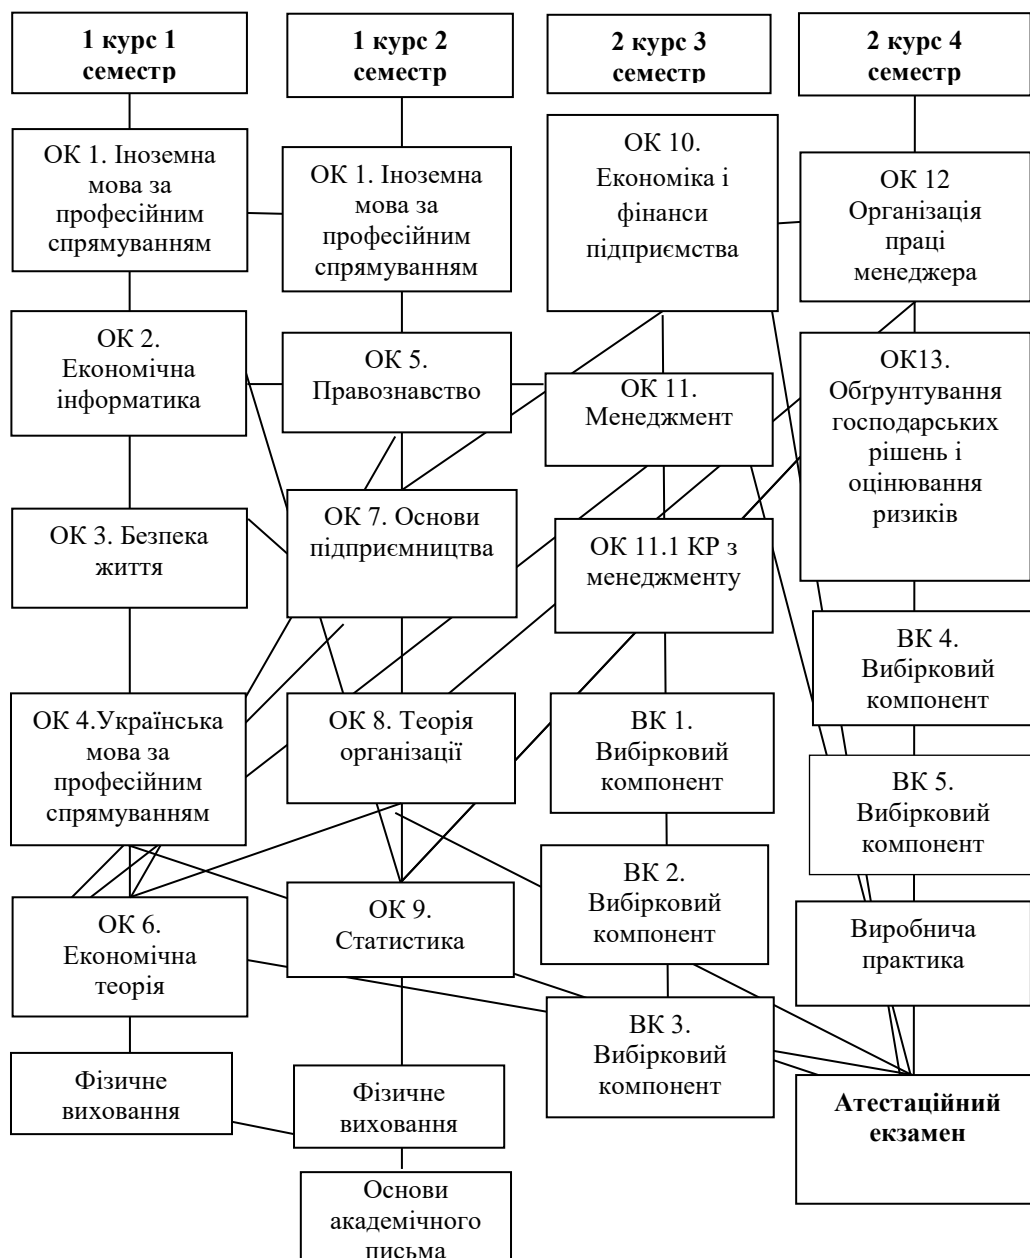 1 курс 1
семестр
ОК 1. Іноземна
мова за
професійним
спрямуванням
ОК 2.
Економічна
інформатика
ОК 3. Безпека
життя
ОК 4.Українська
мова за
професійним
спрямуванням
ОК 6.
Економічна
теорія
Фізичне
виховання
1 курс 2
семестр
ОК 1. Іноземна
мова за
професійним
спрямуванням
ОК 5.
Правознавство
ОК 7. Основи
підприємництва
ОК 8. Теорія
організації
ОК 9.
Статистика
Фізичне
виховання
Основи
академічного
письма
2 курс 3
семестр
ОК 10.
Економіка і
фінанси
підприємства
ОК 11.
Менеджмент
ОК 11.1 КР з
менеджменту
ВК 1.
Вибірковий
компонент
ВК 2.
Вибірковий
компонент
ВК 3.
Вибірковий
компонент
2 курс 4
семестр
ОК 12
Організація
праці
менеджера
ОК13.
Обґрунтування
господарських
рішень і
оцінювання
ризиків
ВК 4.
Вибірковий
компонент
ВК 5.
Вибірковий
компонент
Виробнича
практика
Атестаційний
екзамен